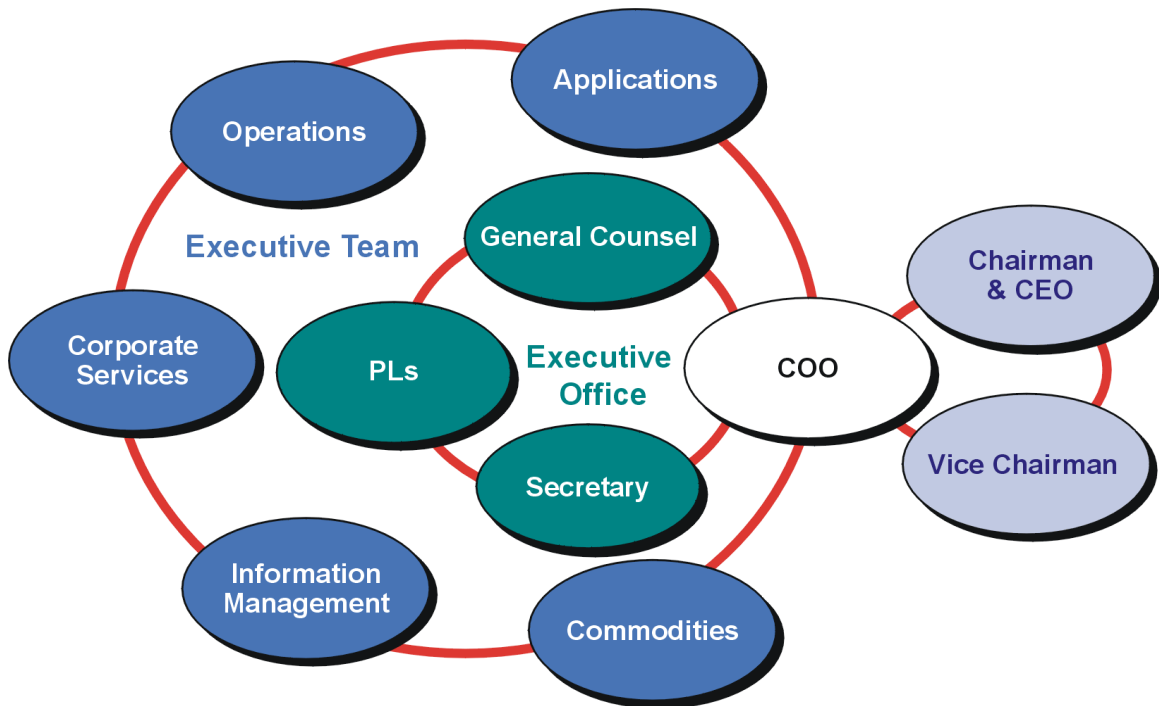 Applications
Operations
General Counsel
Executive Team
Chairman
& CEO
Corporate
Services
PLs
Executive
Office
COO
Vice Chairman
Secretary
Information
Management
Commodities